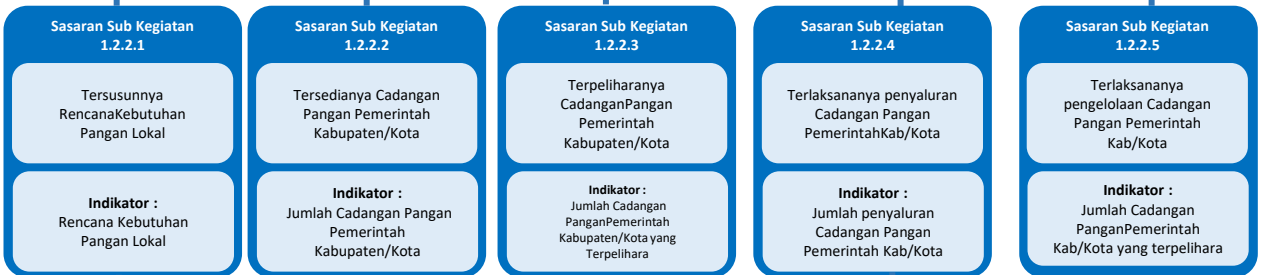 Sasaran Sub Kegiatan
1.2.2.1
Tersusunnya
RencanaKebutuhan
Pangan Lokal
Indikator :
Rencana Kebutuhan
Pangan Lokal
Sasaran Sub Kegiatan
1.2.2.2
Tersedianya Cadangan
Pangan Pemerintah
Kabupaten/Kota
Indikator :
Jumlah Cadangan Pangan
Pemerintah
Kabupaten/Kota
Sasaran Sub Kegiatan
1.2.2.3
Terpeliharanya
CadanganPangan
Pemerintah
Kabupaten/Kota
Indikator :
Jumlah Cadangan
PanganPemerintah
Kabupaten/Kota yang
Terpelihara
Sasaran Sub Kegiatan
1.2.2.4
Terlaksananya penyaluran
Cadangan Pangan
PemerintahKab/Kota
Indikator :
Jumlah penyaluran
Cadangan Pangan
Pemerintah Kab/Kota
Sasaran Sub Kegiatan
1.2.2.5
Terlaksananya
pengelolaan Cadangan
Pangan Pemerintah
Kab/Kota
Indikator :
Jumlah Cadangan
PanganPemerintah
Kab/Kota yang terpelihara